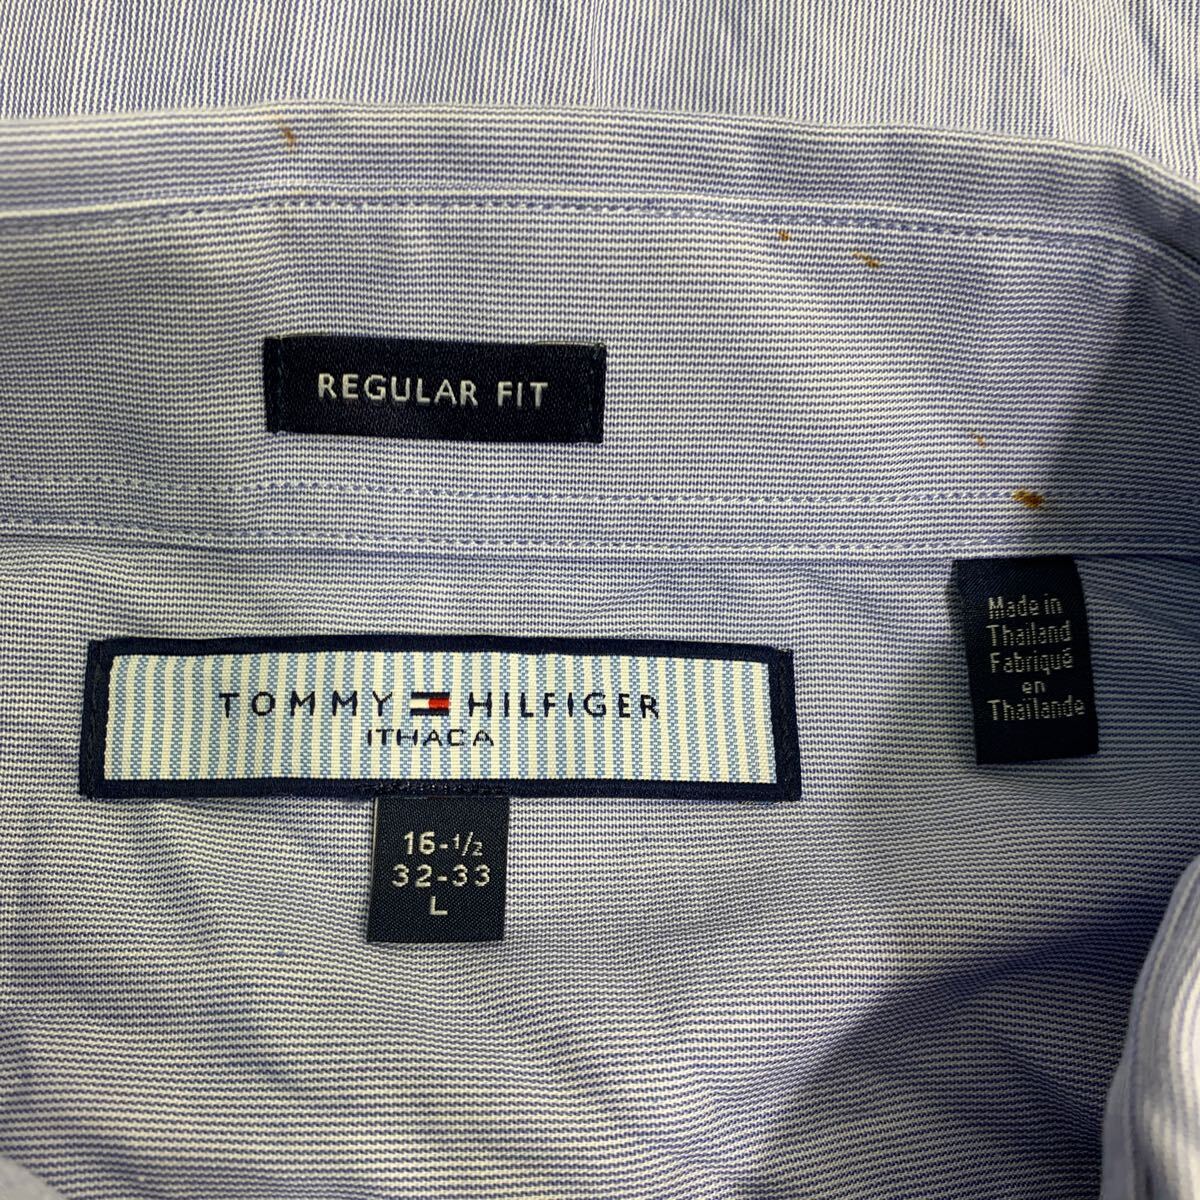 REGULAR FIT
Made in
Thailand
Fabriqué
en
Thaïlande
TOMMY HILFIGER
ITHACA
16-1/2
32-33
L